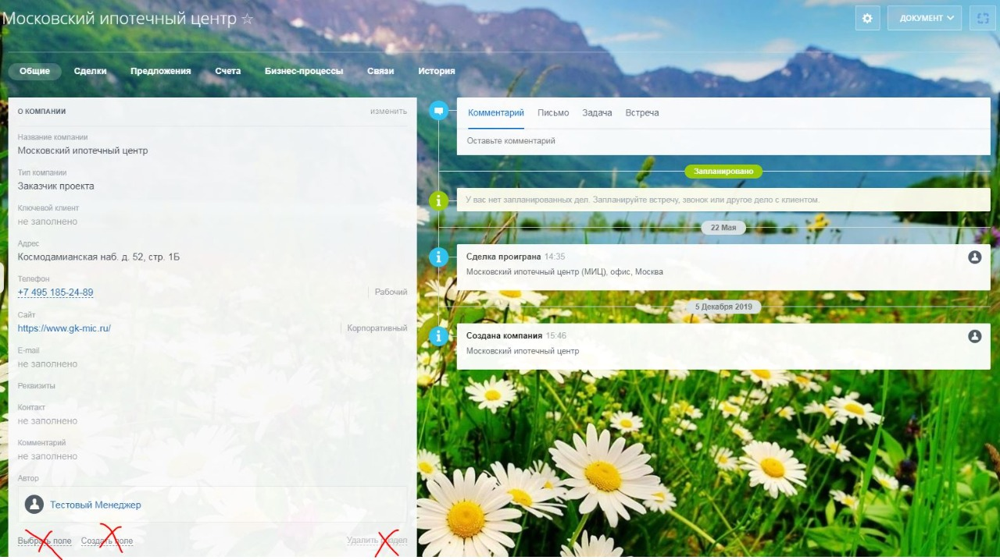 Московский ипотечный центр ☆
ДОКУМЕНТ
Общие Сделки Предложения Счета Бизнес-процессы Связи История
О КОМПАНИИ изменить
Название компании
Московский ипотечный центр
Тип компании
Заказчик проекта
Ключевой клиент
не заполнено
Адрес
Космодамианская наб. д. 52, стр. 1Б
Телефон
+7 495 185-24-89 Рабочий
Сайт
https://www.gk-mic.ru/ Корпоративный
E-mail
не заполнено
Реквизиты
Контакт
не заполнено
Комментарий
не заполнено
Автор
Тестовый Менеджер
Выбрать поле Создать поле Удалить раздел
Комментарий Письмо Задача Встреча
Оставьте комментарий
Запланировано
У вас нет запланированных дел. Запланируйте встречу, звонок или другое дело с клиентом.
22 Мая
Сделка проиграна 14:35
Московский ипотечный центр (МИЦ), офис, Москва
5 Декабря 2019
Создана компания 15:46
Московский ипотечный центр